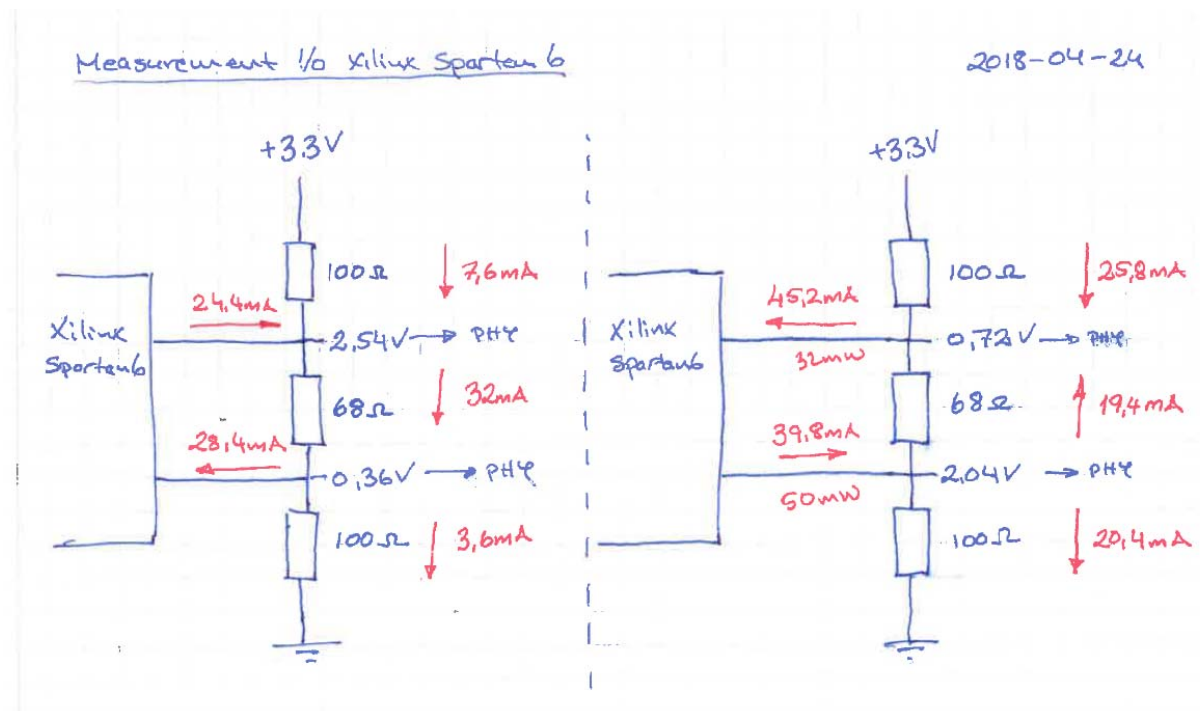 Measurement I/o Xilinx Spartan 6
2018-04-24
+3.3V
100Ω
7,6mA
24,4mA
Xilinx
Spartan6
2,54V → PHY
68Ω
32mA
28,4mA
0,36V → PHY
100Ω
3,6mA
+3.3V
100Ω
25,8mA
45,2mA
Xilinx
Spartan6
0,72V → PHY
32mW
68Ω
19,4mA
39,8mA
2,04V → PHY
50mW
100Ω
20,4mA